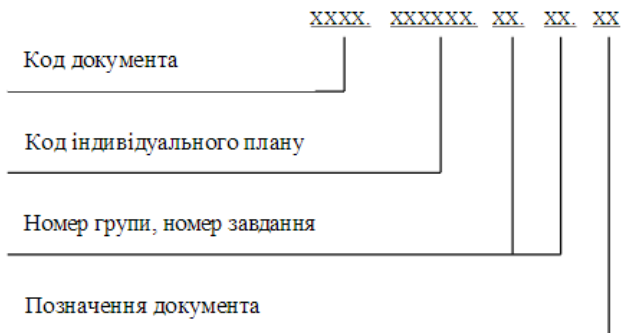 XXXX. XXXXXX. XX. XX. XX
Код документа
Код індивідуального плану
Номер групи, номер завдання
Позначення документа